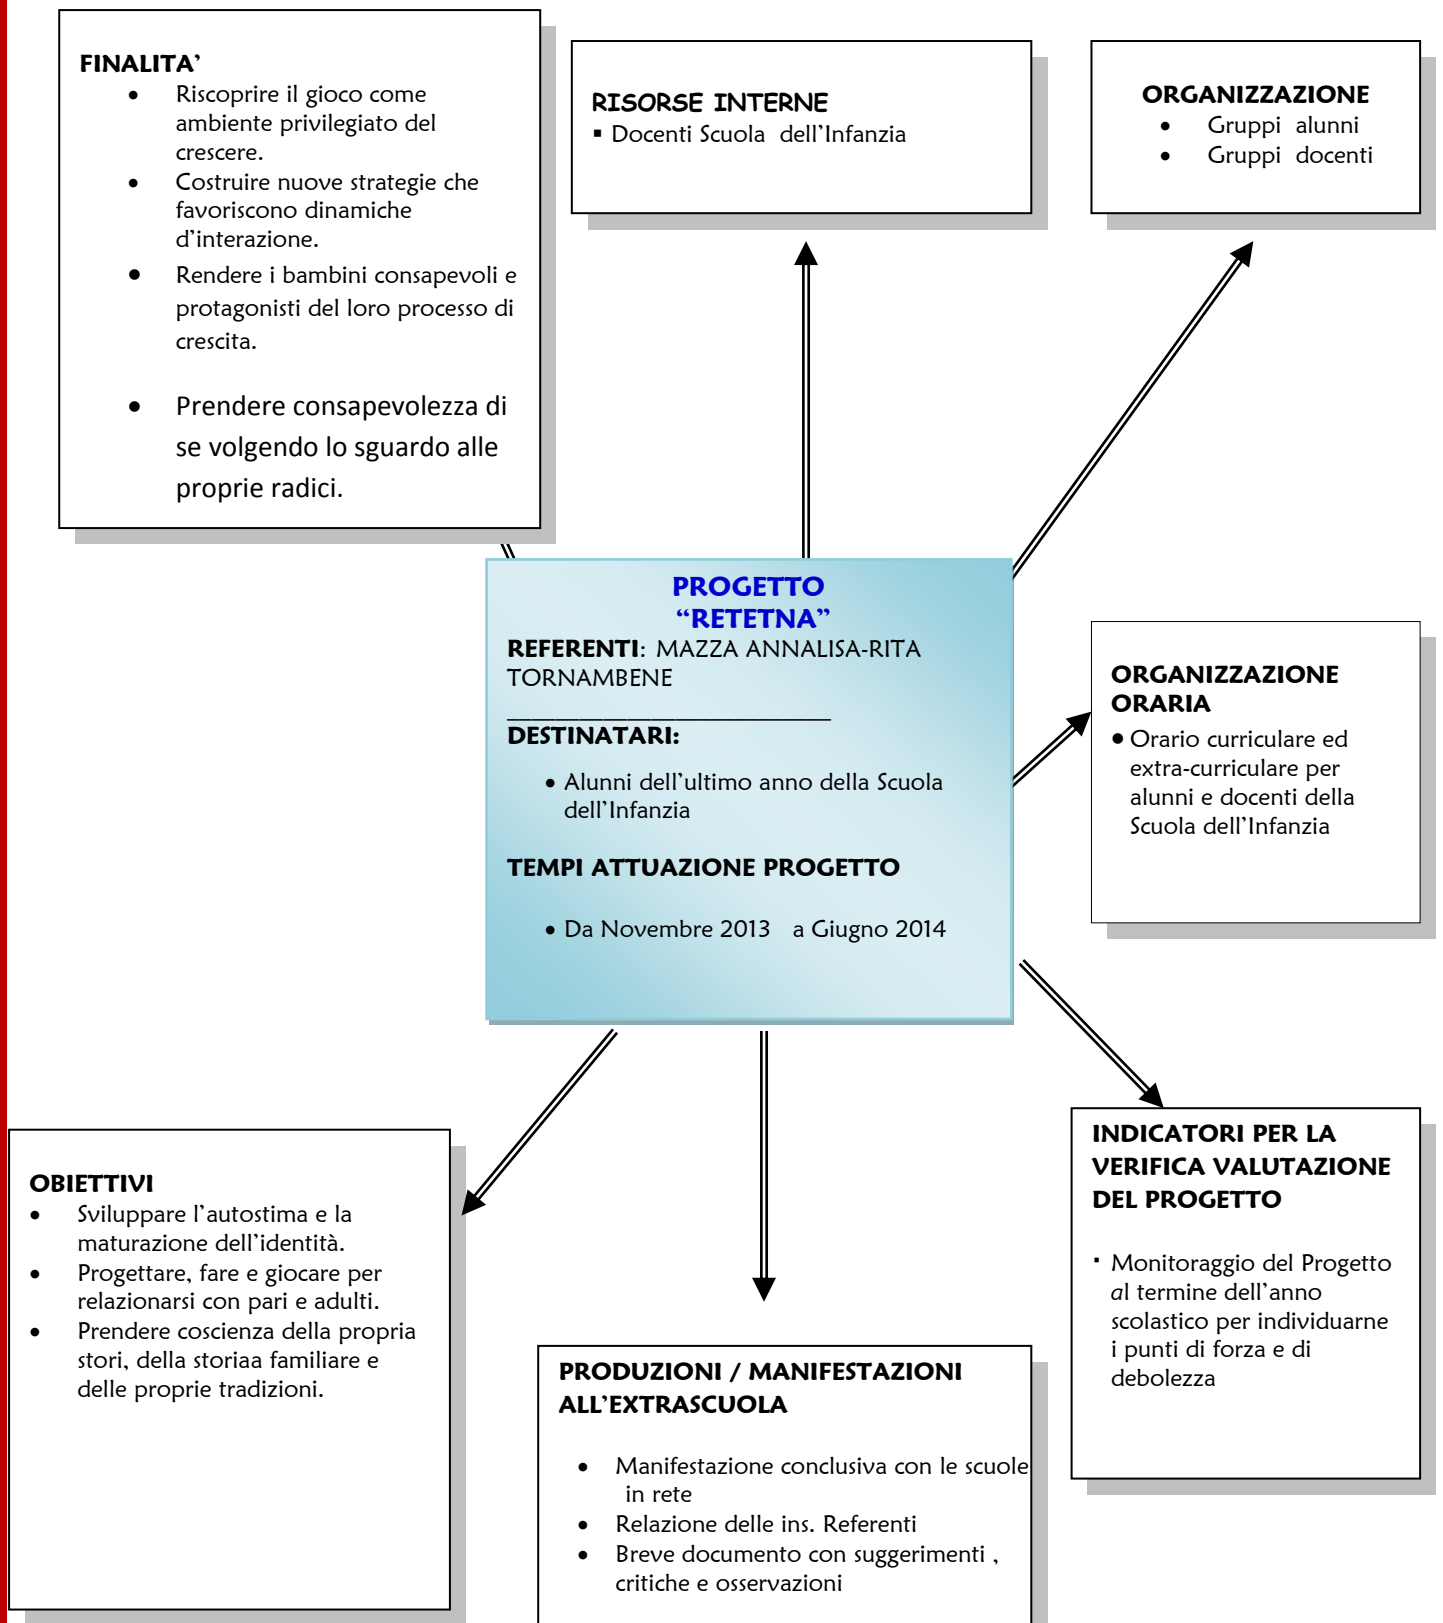 FINALITA’
• Riscoprire il gioco come
ambiente privilegiato del
crescere.
• Costruire nuove strategie che
favoriscono dinamiche
d’interazione.
• Rendere i bambini consapevoli e
protagonisti del loro processo di
crescita.
• Prendere consapevolezza di
se volgendo lo sguardo alle
proprie radici.
RISORSE INTERNE
▪ Docenti Scuola dell’Infanzia
ORGANIZZAZIONE
• Gruppi alunni
• Gruppi docenti
PROGETTO
“RETETNA”
REFERENTI: MAZZA ANNALISA-RITA
TORNAMBENE
___________________________
DESTINATARI:
• Alunni dell’ultimo anno della Scuola
dell’Infanzia
TEMPI ATTUAZIONE PROGETTO
• Da Novembre 2013 a Giugno 2014
ORGANIZZAZIONE
ORARIA
• Orario curriculare ed
extra-curriculare per
alunni e docenti della
Scuola dell’Infanzia
OBIETTIVI
• Sviluppare l’autostima e la
maturazione dell’identità.
• Progettare, fare e giocare per
relazionarsi con pari e adulti.
• Prendere coscienza della propria
stori, della storiaa familiare e
delle proprie tradizioni.
PRODUZIONI / MANIFESTAZIONI
ALL’EXTRASCUOLA
• Manifestazione conclusiva con le scuole
in rete
• Relazione delle ins. Referenti
• Breve documento con suggerimenti ,
critiche e osservazioni
INDICATORI PER LA
VERIFICA VALUTAZIONE
DEL PROGETTO
▪ Monitoraggio del Progetto
al termine dell’anno
scolastico per individuarne
i punti di forza e di
debolezza